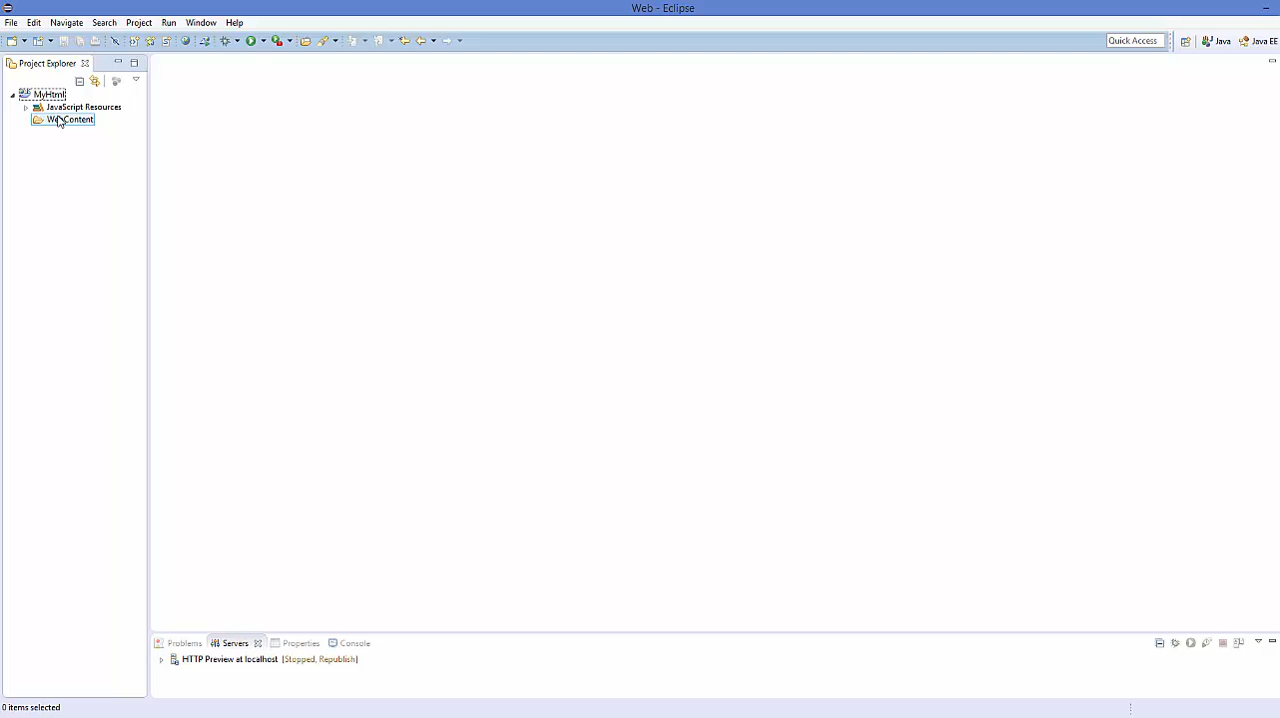 Web - Eclipse
File Edit Navigate Search Project Run Window Help
Quick Access Java Java EE
Project Explorer
MyHtml
JavaScript Resources
WebContent
Problems Servers Properties Console
HTTP Preview at localhost [Stopped, Republish]
0 items selected